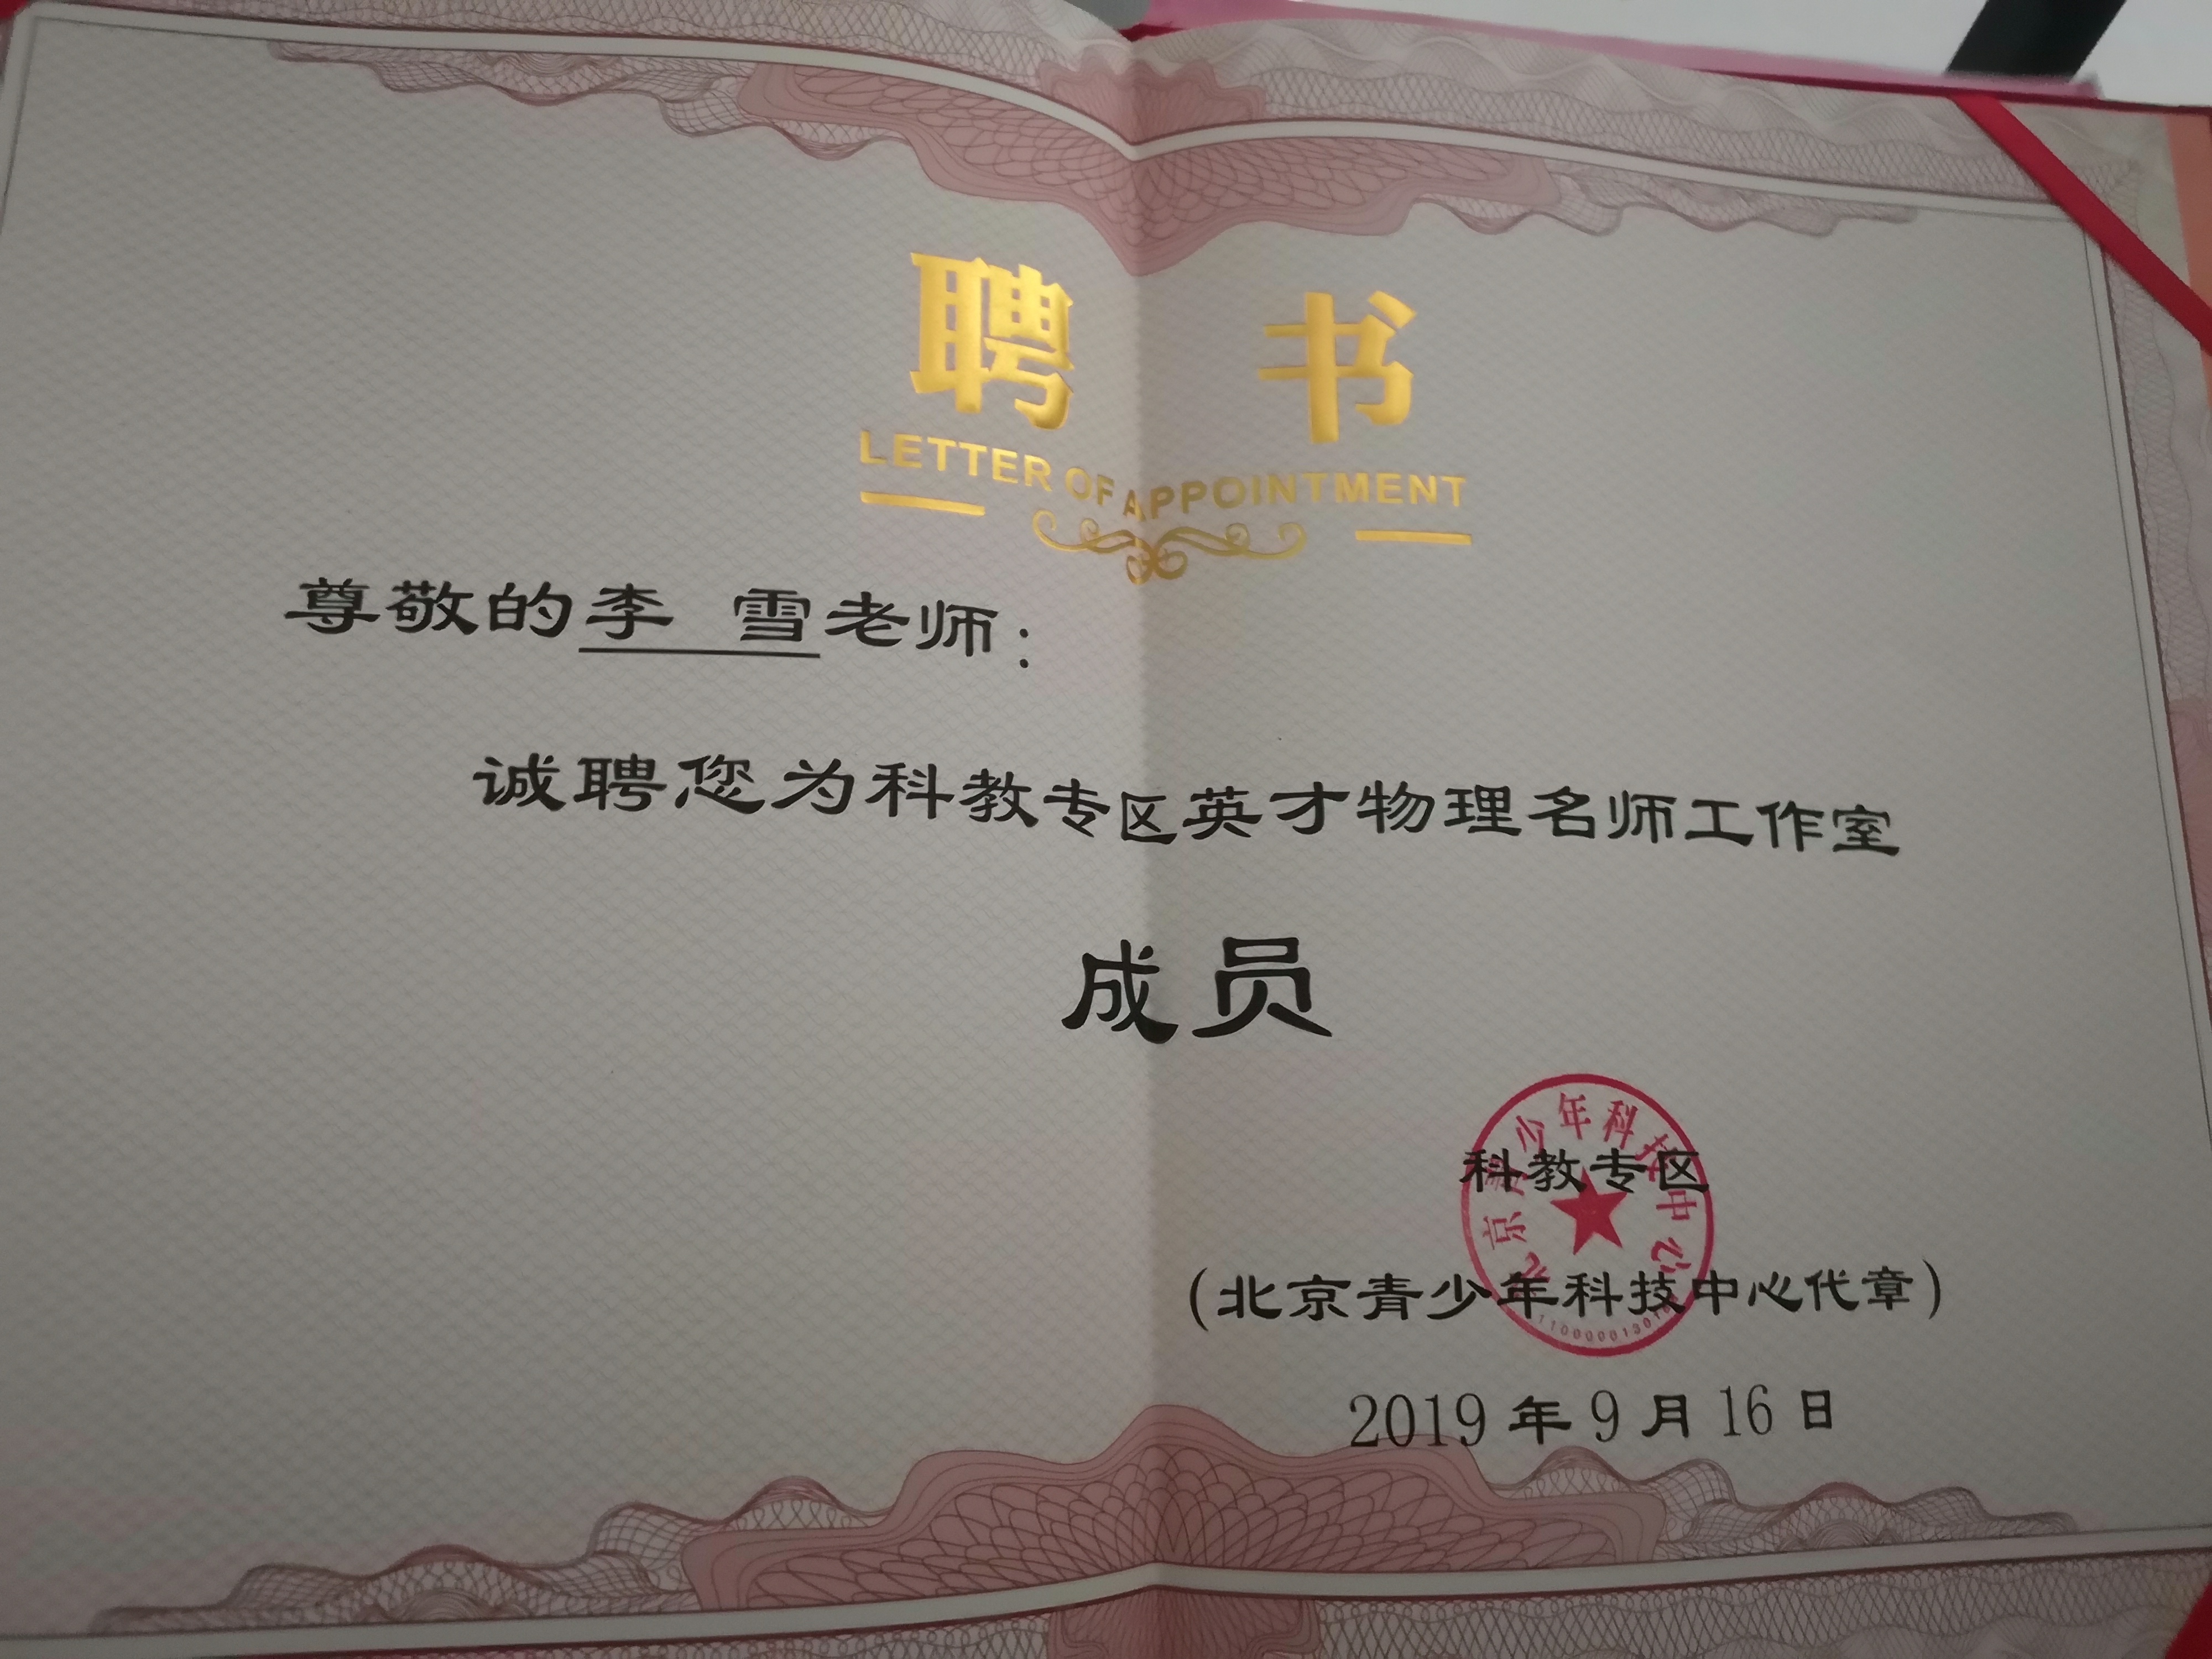 聘 书
LETTER OF APPOINTMENT
尊敬的李 雪老师：
诚聘您为科教专区英才物理名师工作室
成员
科教专区
（北京青少年科技中心代章）
2019 年 9 月 16 日
北京青少年科技中心